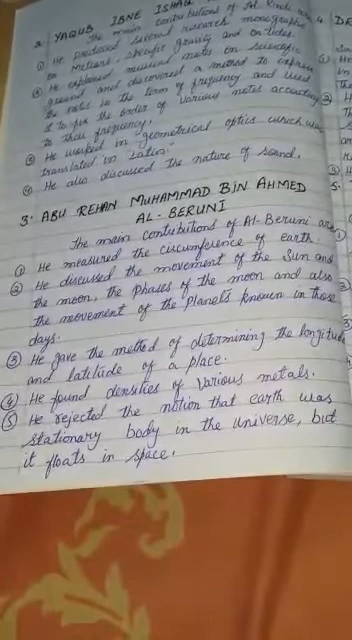 2. YAQUB IBNE ISHAQ
The main contributions of Al Kindi are
① He produced several research monographs
on meteors, specific gravity and on tides.
② He explained musical notes on scientific
ground and discovered a method to explain
the notes in the term of frequency and used
it to fix the order of various notes according
to their frequency.
③ He worked in geometrical optics which was
translated in Latin.
④ He also discussed the nature of sound.
3. ABU REHAN MUHAMMAD BIN AHMED
AL-BERUNI
The main contributions of Al-Beruni are
① He measured the circumference of earth.
② He discussed the movement of the Sun and
the moon, the phases of the moon and also
the movement of the planets known in those
days.
③ He gave the method of determining the longitude
and latitude of a place.
④ He found densities of various metals.
⑤ He rejected the notion that earth was
stationary body in the universe, but
it floats in space.